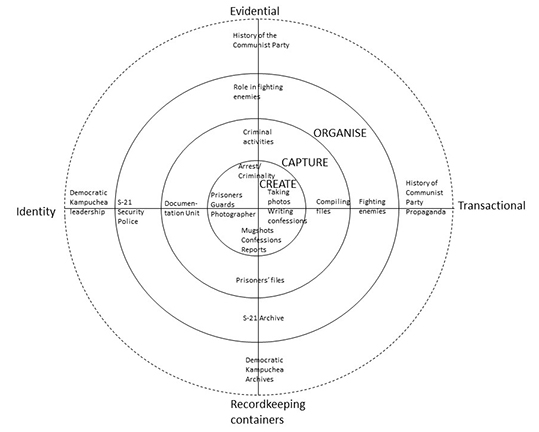 Evidential
History of the
Communist Party
Role in fighting
enemies
Criminal
activities
ORGANISE
Arrest/
Criminality
CAPTURE
CREATE
Identity
Democratic
Kampuchea
leadership
S-21
Security
Police
Documen-
tation Unit
Prisoners
Guards
Photographer
Taking
photos
Writing
confessions
Compiling
files
Fighting
enemies
History of
Communist
Party
Propaganda
Transactional
Mugshots
Confessions
Reports
Prisoners' files
S-21 Archive
Democratic
Kampuchea
Archives
Recordkeeping
containers